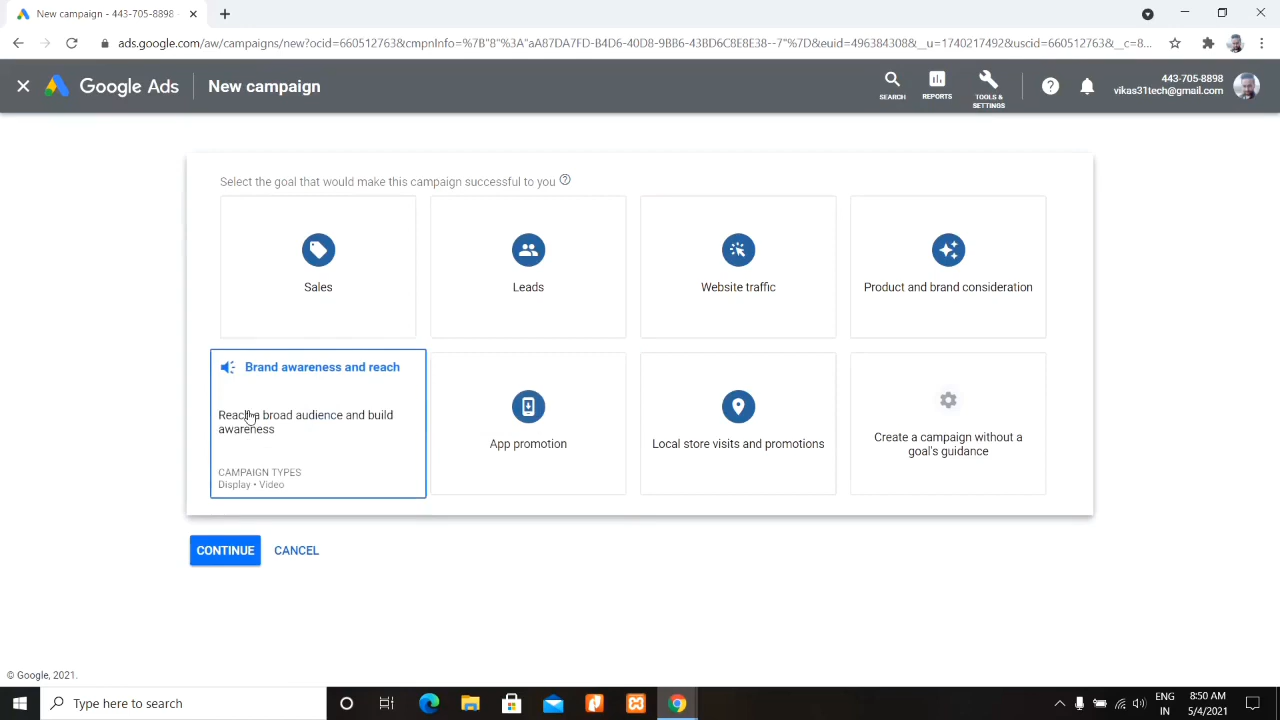 New campaign - 443-705-8898 -
ads.google.com/aw/campaigns/new?ocid=660512763&cmpnInfo=%7B"8"%3A"aA87DA7FD-B4D6-40D8-9BB6-43BD6C8E8E38--7"%7D&euid=496384308&__u=1740217492&uscid=660512763&__c=8...
Google Ads
New campaign
SEARCH
REPORTS
TOOLS &
SETTINGS
443-705-8898
vikas31tech@gmail.com
Select the goal that would make this campaign successful to you
Sales
Leads
Website traffic
Product and brand consideration
Brand awareness and reach
Reach a broad audience and build
awareness
CAMPAIGN TYPES
Display • Video
App promotion
Local store visits and promotions
Create a campaign without a
goal's guidance
CONTINUE
CANCEL
© Google, 2021.
Type here to search
ENG
IN
8:50 AM
5/4/2021